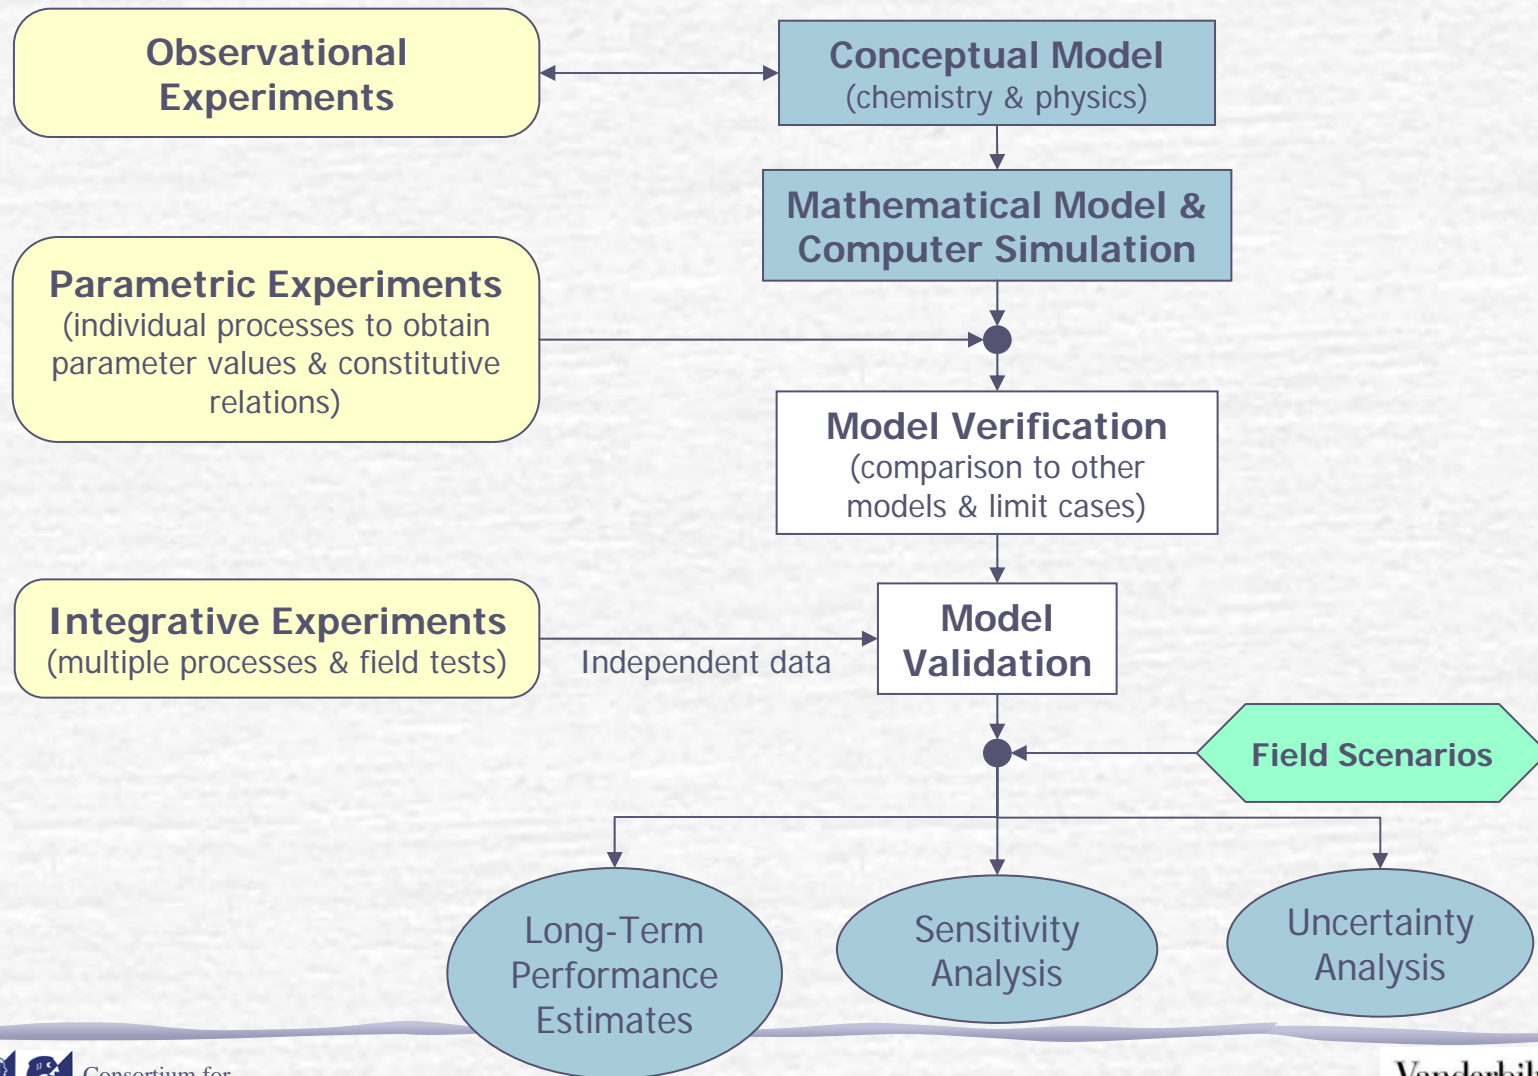 Observational
Experiments
Conceptual Model
(chemistry & physics)
Mathematical Model &
Computer Simulation
Parametric Experiments
(individual processes to obtain
parameter values & constitutive
relations)
Model Verification
(comparison to other
models & limit cases)
Integrative Experiments
(multiple processes & field tests)
Independent data
Model
Validation
Field Scenarios
Long-Term
Performance
Estimates
Sensitivity
Analysis
Uncertainty
Analysis
Consortium for